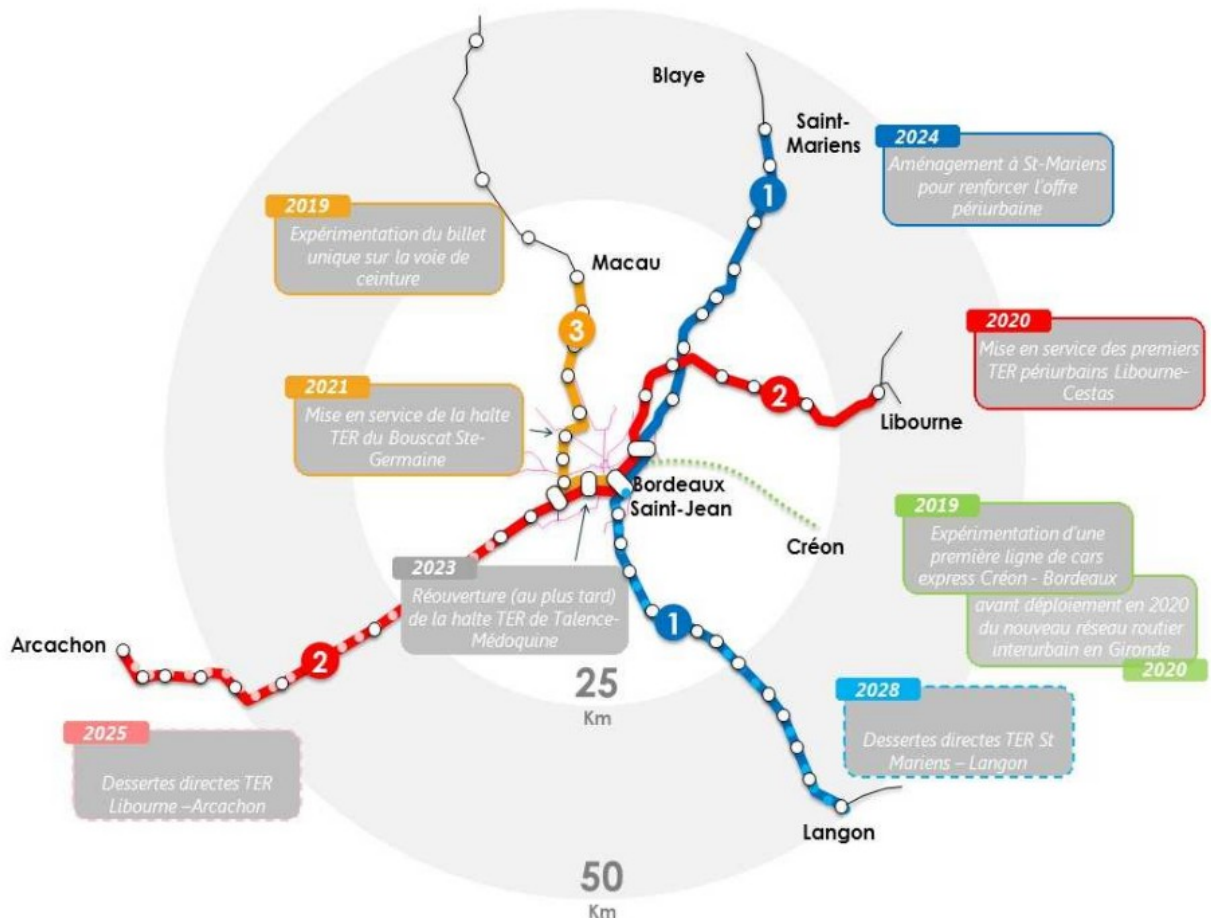 Blaye
Saint-
Mariens
1
2024
Aménagement à St-Mariens
pour renforcer l'offre
périurbaine
2019
Expérimentation du billet
unique sur la voie de
ceinture
Macau
3
2020
Mise en service des premiers
TER périurbains Libourne-
Cestas
2
Libourne
2021
Mise en service de la halte
TER du Bouscat Ste-
Germaine
Bordeaux
Saint-Jean
Créon
2019
Expérimentation d'une
première ligne de cars
express Créon - Bordeaux
avant déploiement en 2020
du nouveau réseau routier
interurbain en Gironde
2020
2023
Réouverture (au plus tard)
de la halte TER de Talence-
Médoquine
Arcachon
2
1
25
Km
2025
Dessertes directes TER
Libourne –Arcachon
2028
Dessertes directes TER St
Mariens – Langon
Langon
50
Km